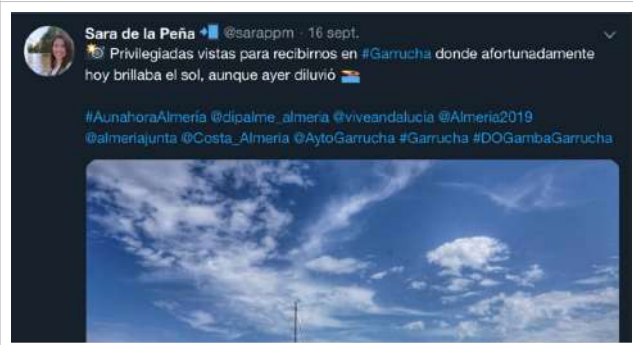 Sara de la Peña @sarappm · 16 sept.
Privilegiadas vistas para recibirnos en #Garrucha donde afortunadamente
hoy brillaba el sol, aunque ayer diluvió
#AunahoraAlmería @dipalme_almeria @viveandalucia @Almeria2019
@almeriajunta @Costa_Almeria @AytoGarrucha #Garrucha #DOGambaGarrucha